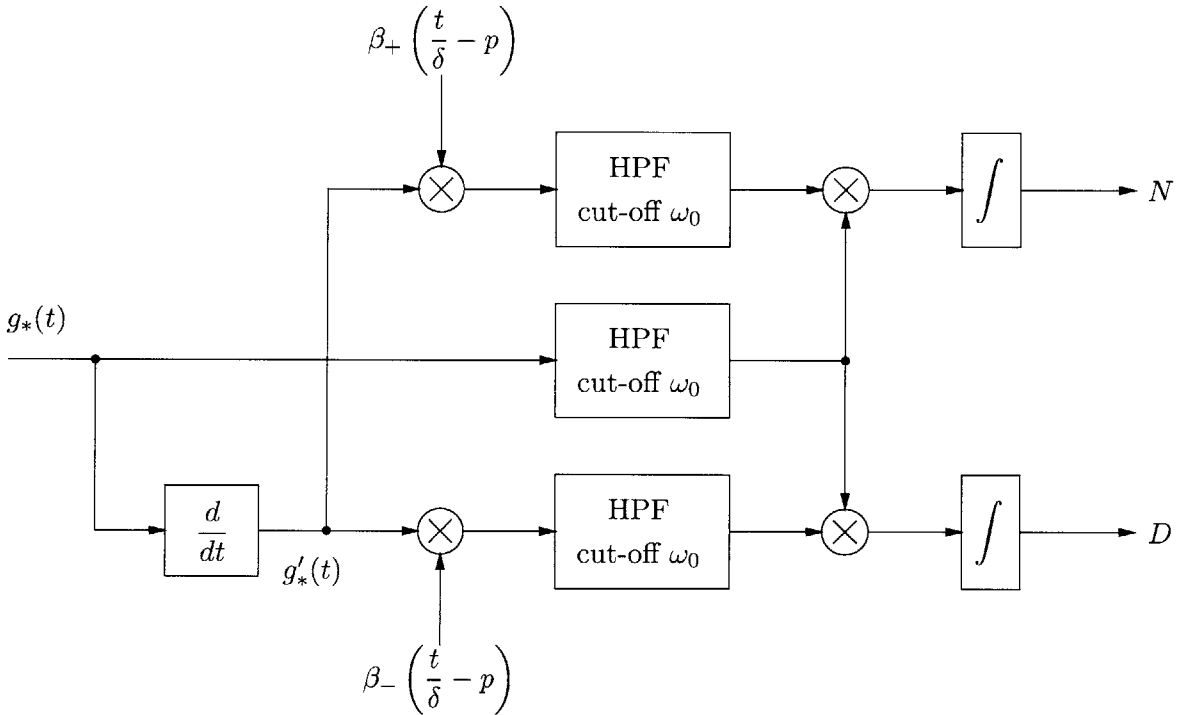 β₊ (t/δ − p)
HPF
cut-off ω₀
∫
N
g∗(t)
HPF
cut-off ω₀
d/dt
g′∗(t)
HPF
cut-off ω₀
∫
D
β₋ (t/δ − p)